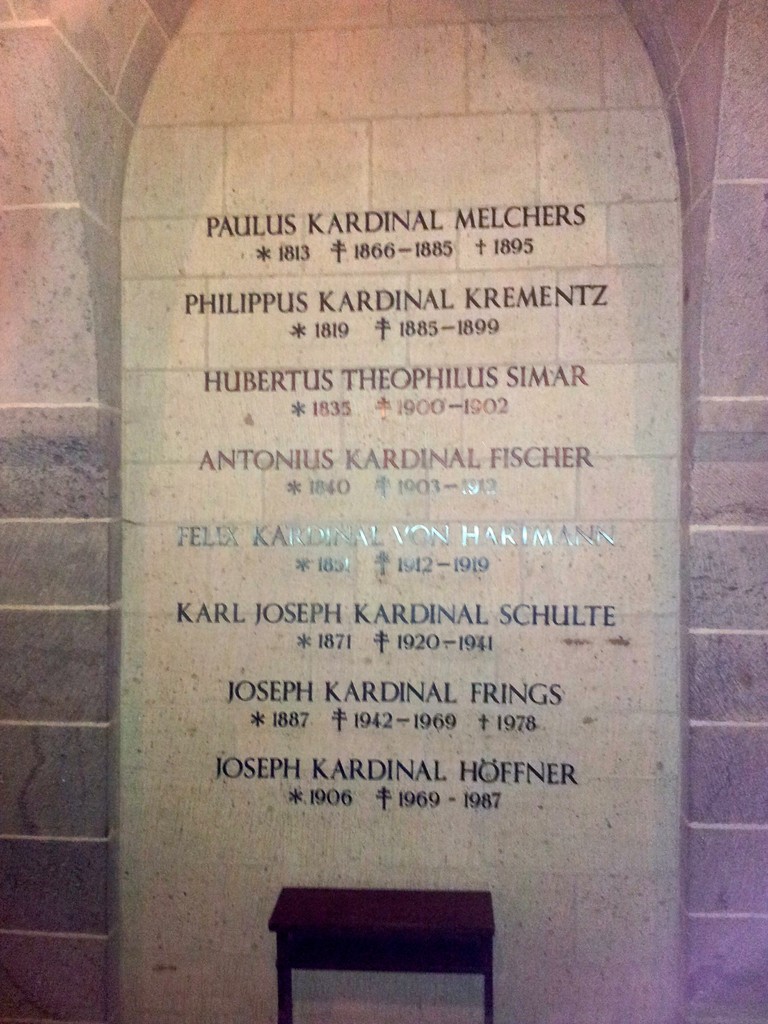 PAULUS KARDINAL MELCHERS
* 1813 ‡ 1866–1885 † 1895
PHILIPPUS KARDINAL KREMENTZ
* 1819 ‡ 1885–1899
HUBERTUS THEOPHILUS SIMAR
* 1835 ‡ 1900–1902
ANTONIUS KARDINAL FISCHER
* 1840 ‡ 1903–1912
FELIX KARDINAL VON HARTMANN
* 1851 ‡ 1912–1919
KARL JOSEPH KARDINAL SCHULTE
* 1871 ‡ 1920–1941
JOSEPH KARDINAL FRINGS
* 1887 ‡ 1942–1969 † 1978
JOSEPH KARDINAL HÖFFNER
* 1906 ‡ 1969 - 1987